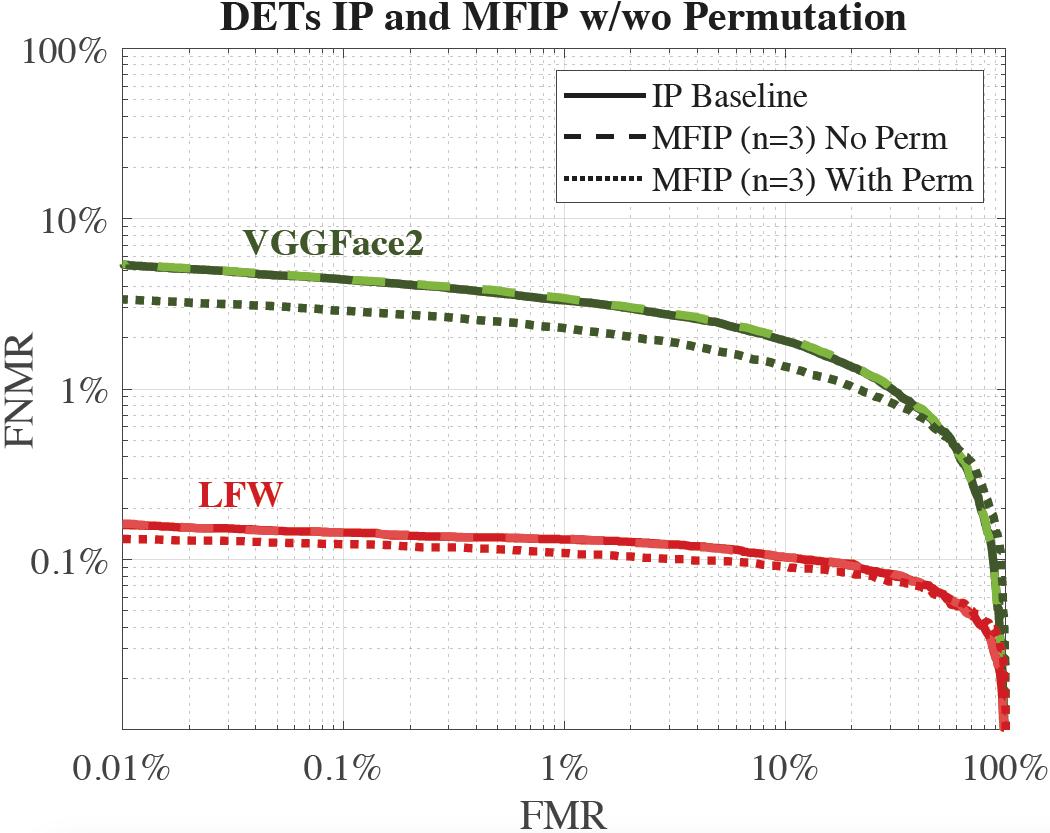 DETs IP and MFIP w/wo Permutation
100%
IP Baseline
MFIP (n=3) No Perm
MFIP (n=3) With Perm
10%
VGGFace2
FNMR
1%
LFW
0.1%
0.01% 0.1% 1% 10% 100%
FMR